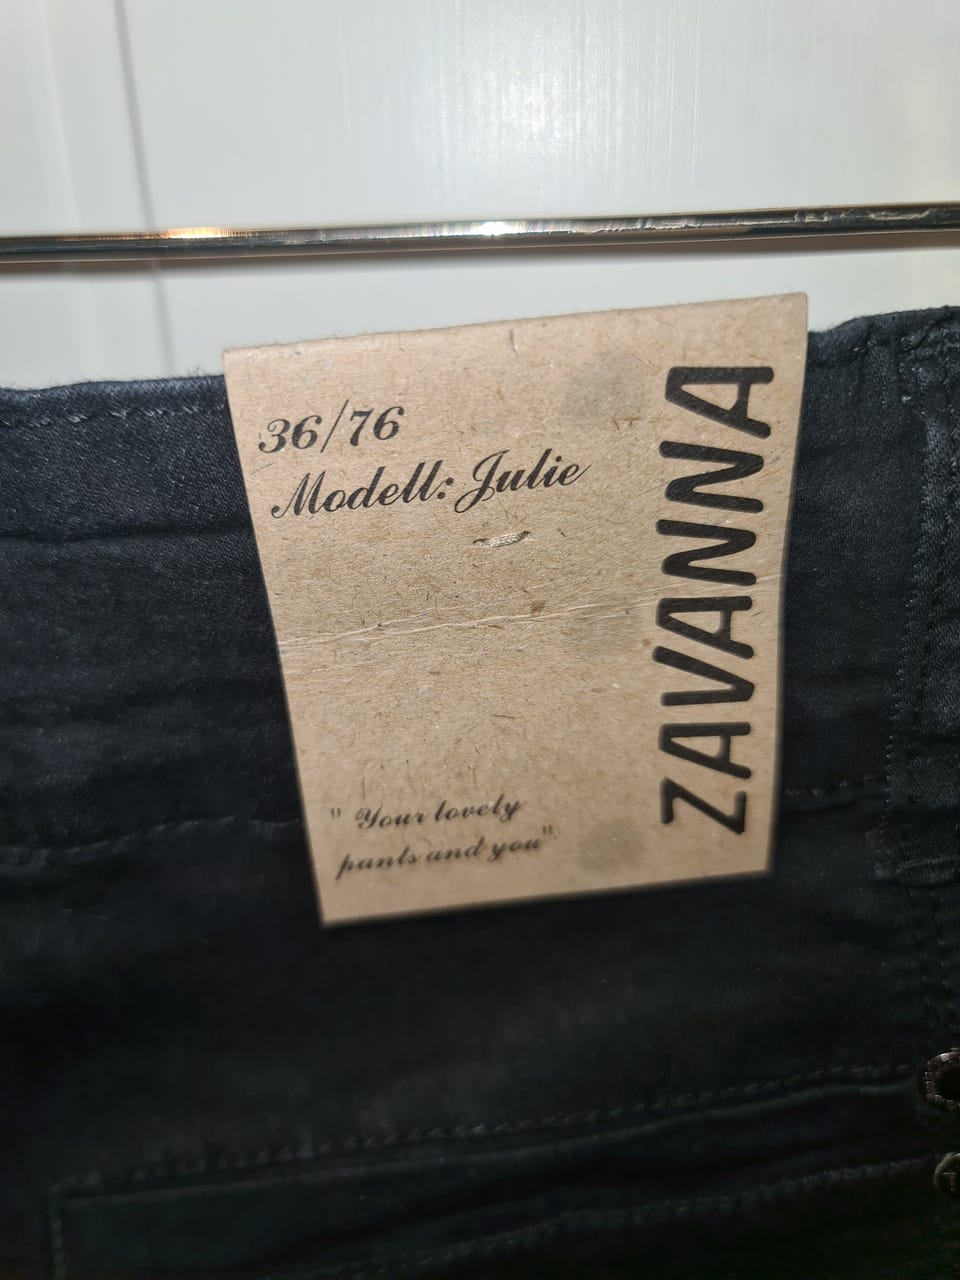 36/76
Modell: Julie
" Your lovely
pants and you"
ZAVANNA